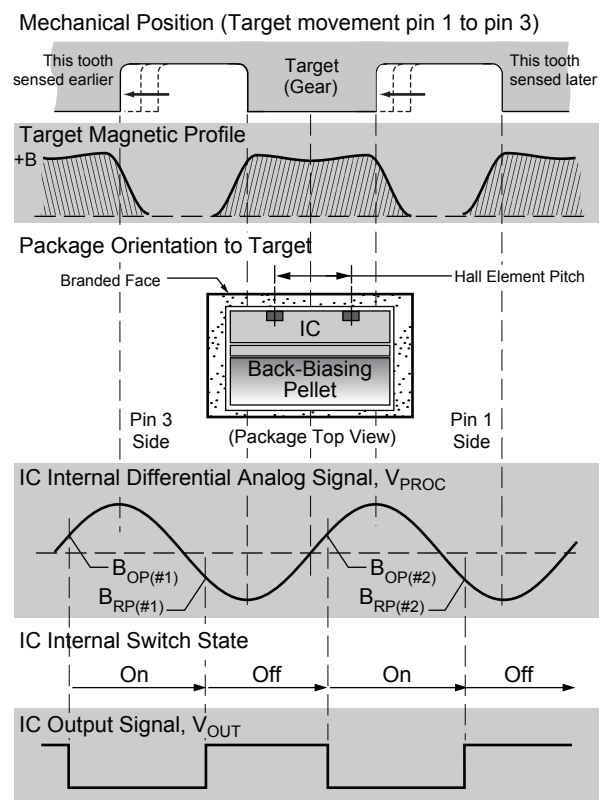 Mechanical Position (Target movement pin 1 to pin 3)
This tooth
sensed earlier
Target
(Gear)
This tooth
sensed later
Target Magnetic Profile
+B
Package Orientation to Target
Branded Face
Hall Element Pitch
IC
Back-Biasing
Pellet
Pin 3
Side
(Package Top View)
Pin 1
Side
IC Internal Differential Analog Signal, VPROC
BOP(#1)
BRP(#1)
BOP(#2)
BRP(#2)
IC Internal Switch State
On
Off
On
Off
IC Output Signal, VOUT